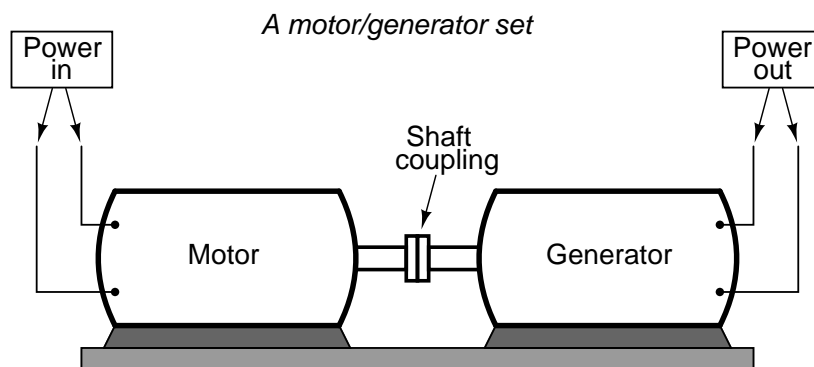 A motor/generator set
Power
in
Power
out
Shaft
coupling
Motor
Generator